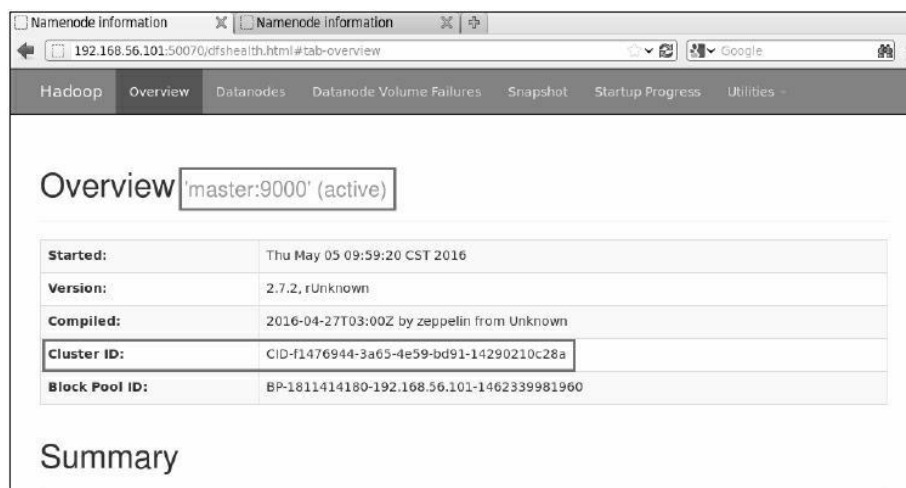 Namenode information
Namenode information
192.168.56.101:50070/dfshealth.html#tab-overview
Google
Hadoop Overview Datanodes Datanode Volume Failures Snapshot Startup Progress Utilities
Overview 'master:9000' (active)
Started: Thu May 05 09:59:20 CST 2016
Version: 2.7.2, rUnknown
Compiled: 2016-04-27T03:00Z by zeppelin from Unknown
Cluster ID: CID-f1476944-3a65-4e59-bd91-14290210c28a
Block Pool ID: BP-1811414180-192.168.56.101-1462339981960
Summary